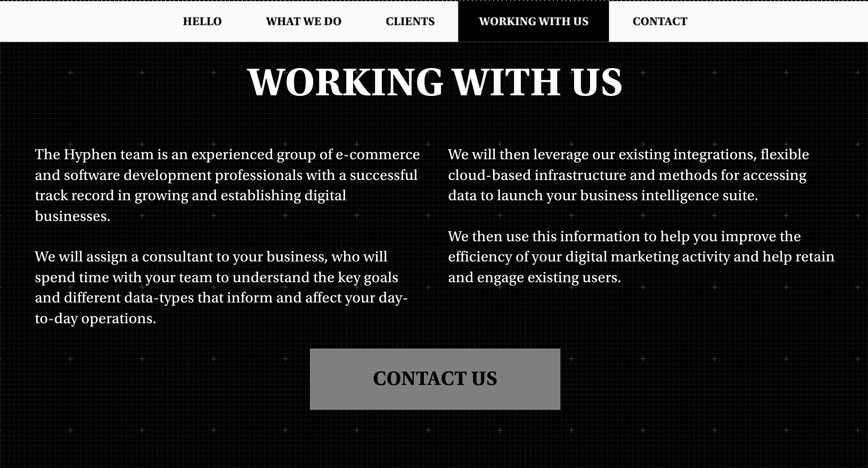 HELLO WHAT WE DO CLIENTS WORKING WITH US CONTACT
WORKING WITH US
The Hyphen team is an experienced group of e-commerce
and software development professionals with a successful
track record in growing and establishing digital
businesses.
We will assign a consultant to your business, who will
spend time with your team to understand the key goals
and different data-types that inform and affect your day-
to-day operations.
We will then leverage our existing integrations, flexible
cloud-based infrastructure and methods for accessing
data to launch your business intelligence suite.
We then use this information to help you improve the
efficiency of your digital marketing activity and help retain
and engage existing users.
CONTACT US